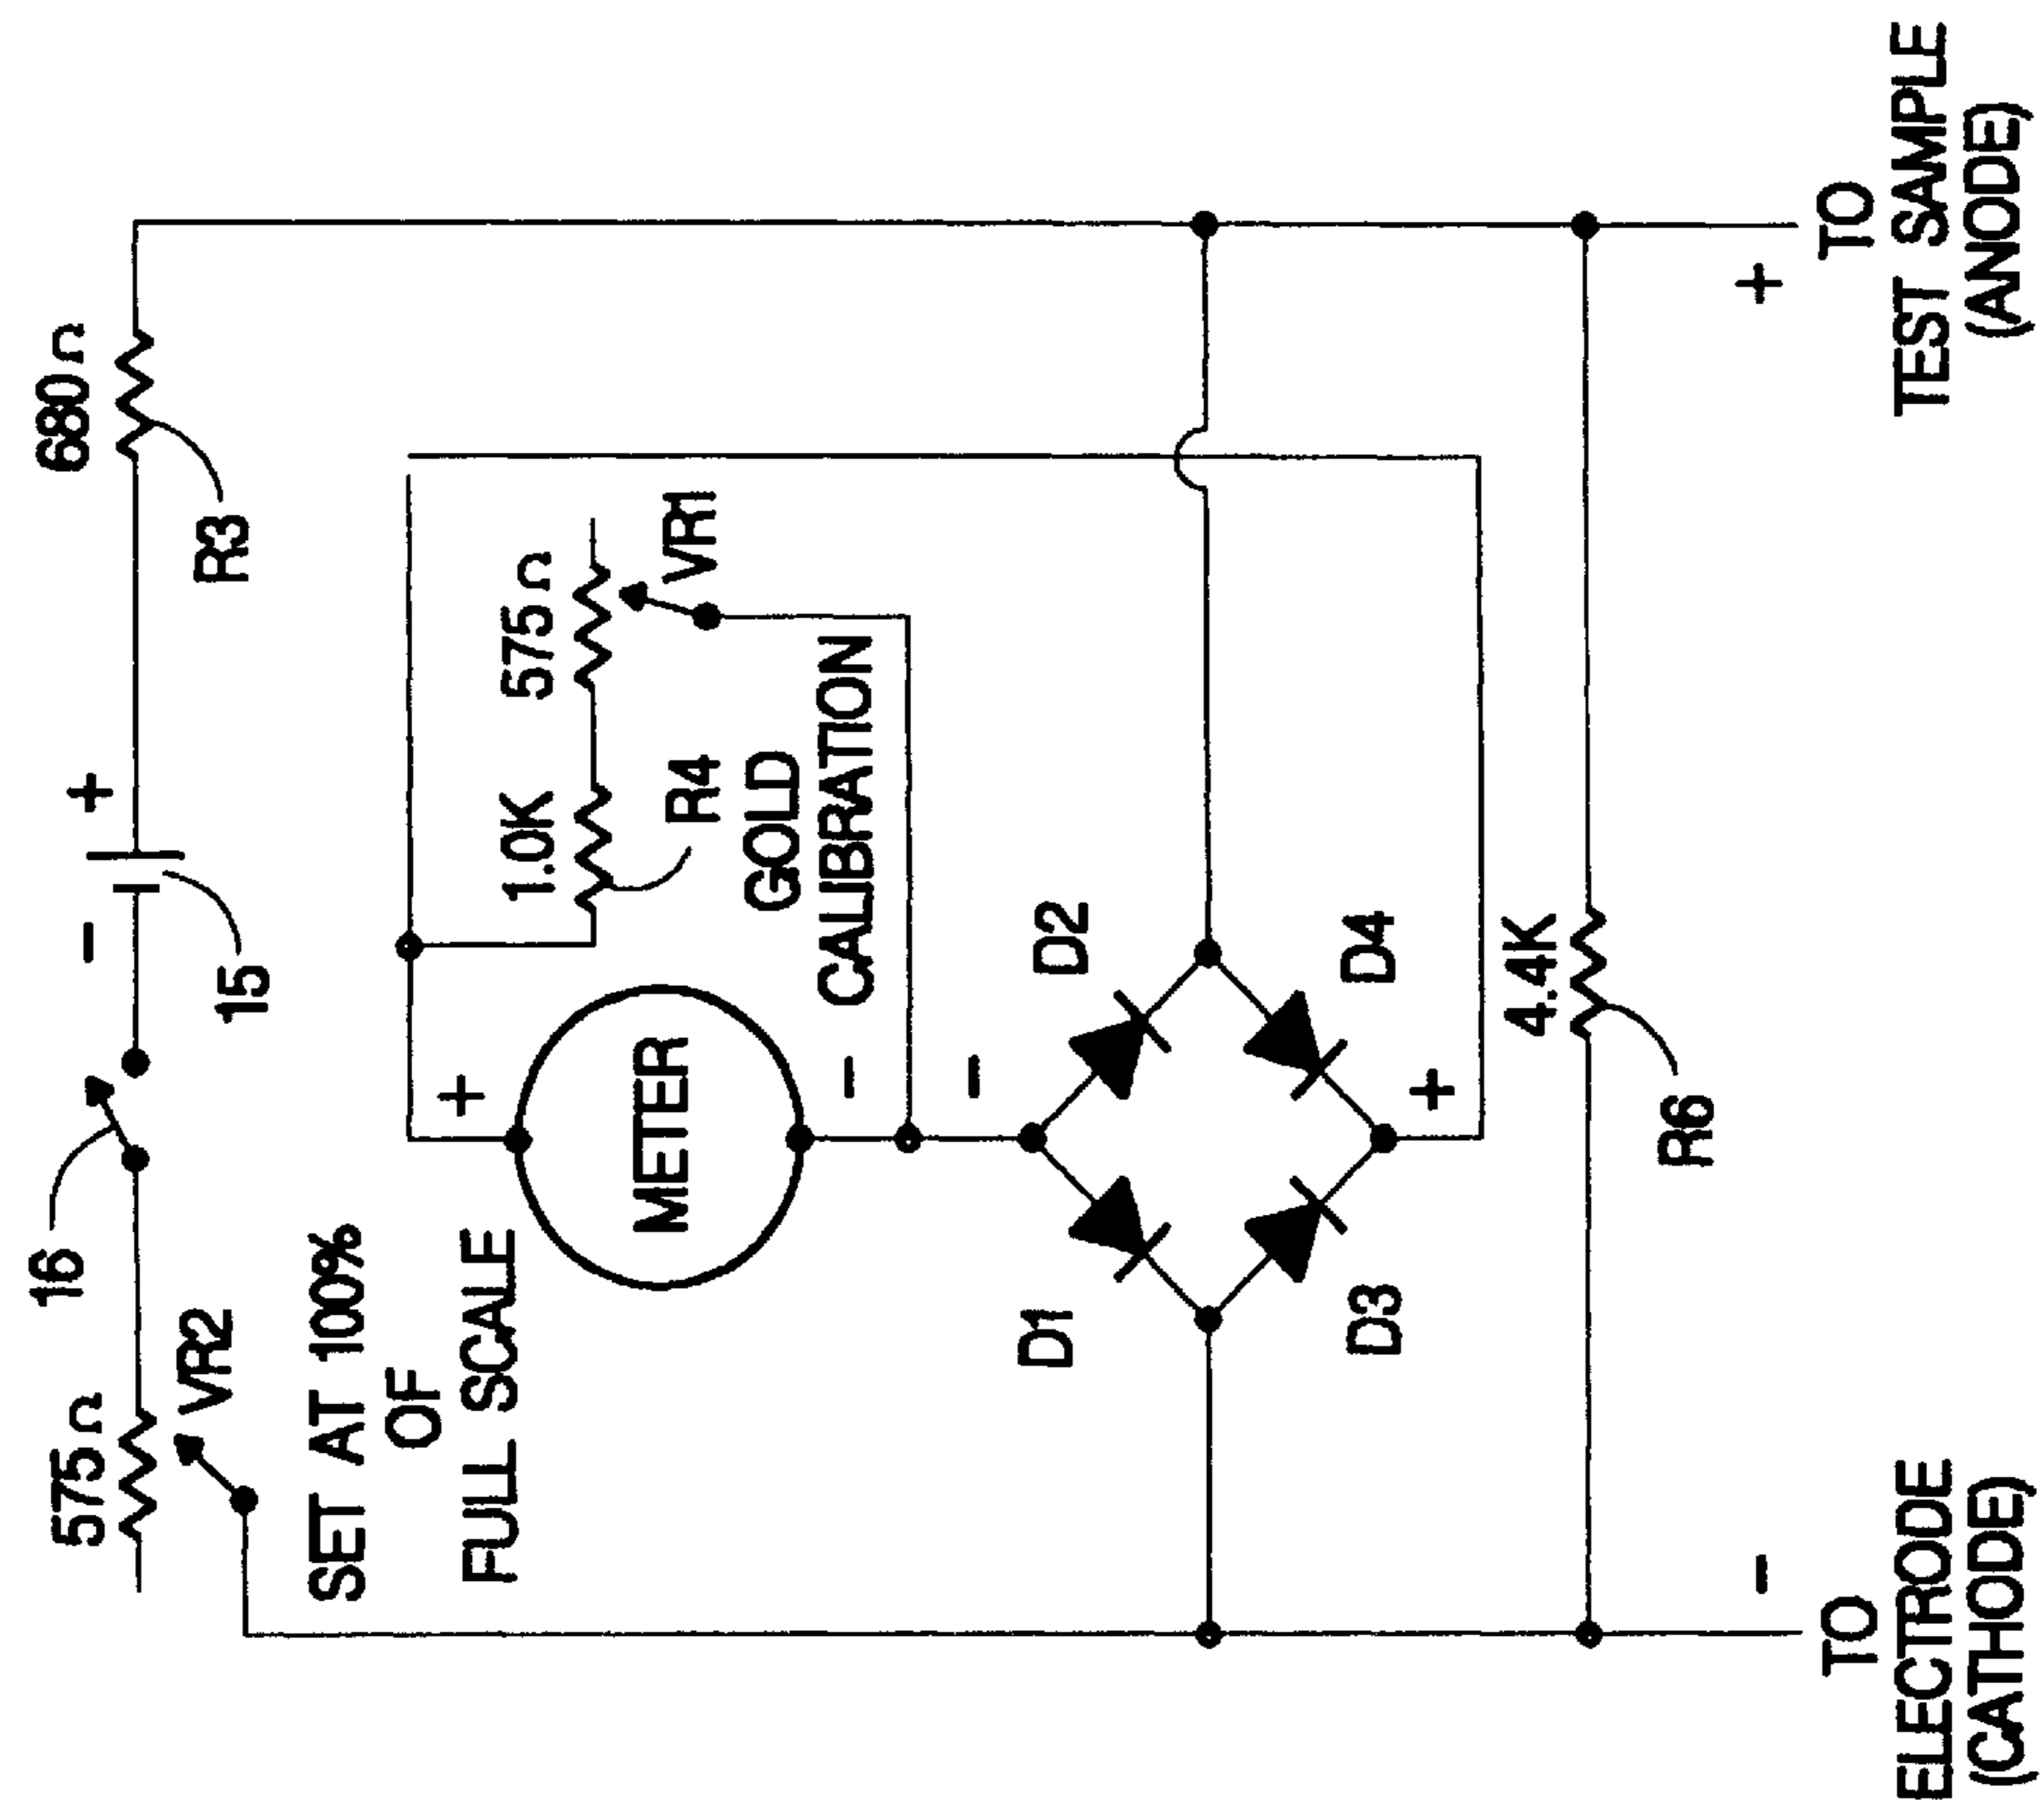 575Ω
VR2
16
−
15
+
680Ω
R3
SET AT 100%
OF
FULL SCALE
+
METER
−
1.0K
R4
575Ω
VR1
GOLD
CALIBRATION
−
D1
D2
D3
D4
+
4.4K
R6
−
TO
ELECTRODE
(CATHODE)
+
TO
TEST SAMPLE
(ANODE)